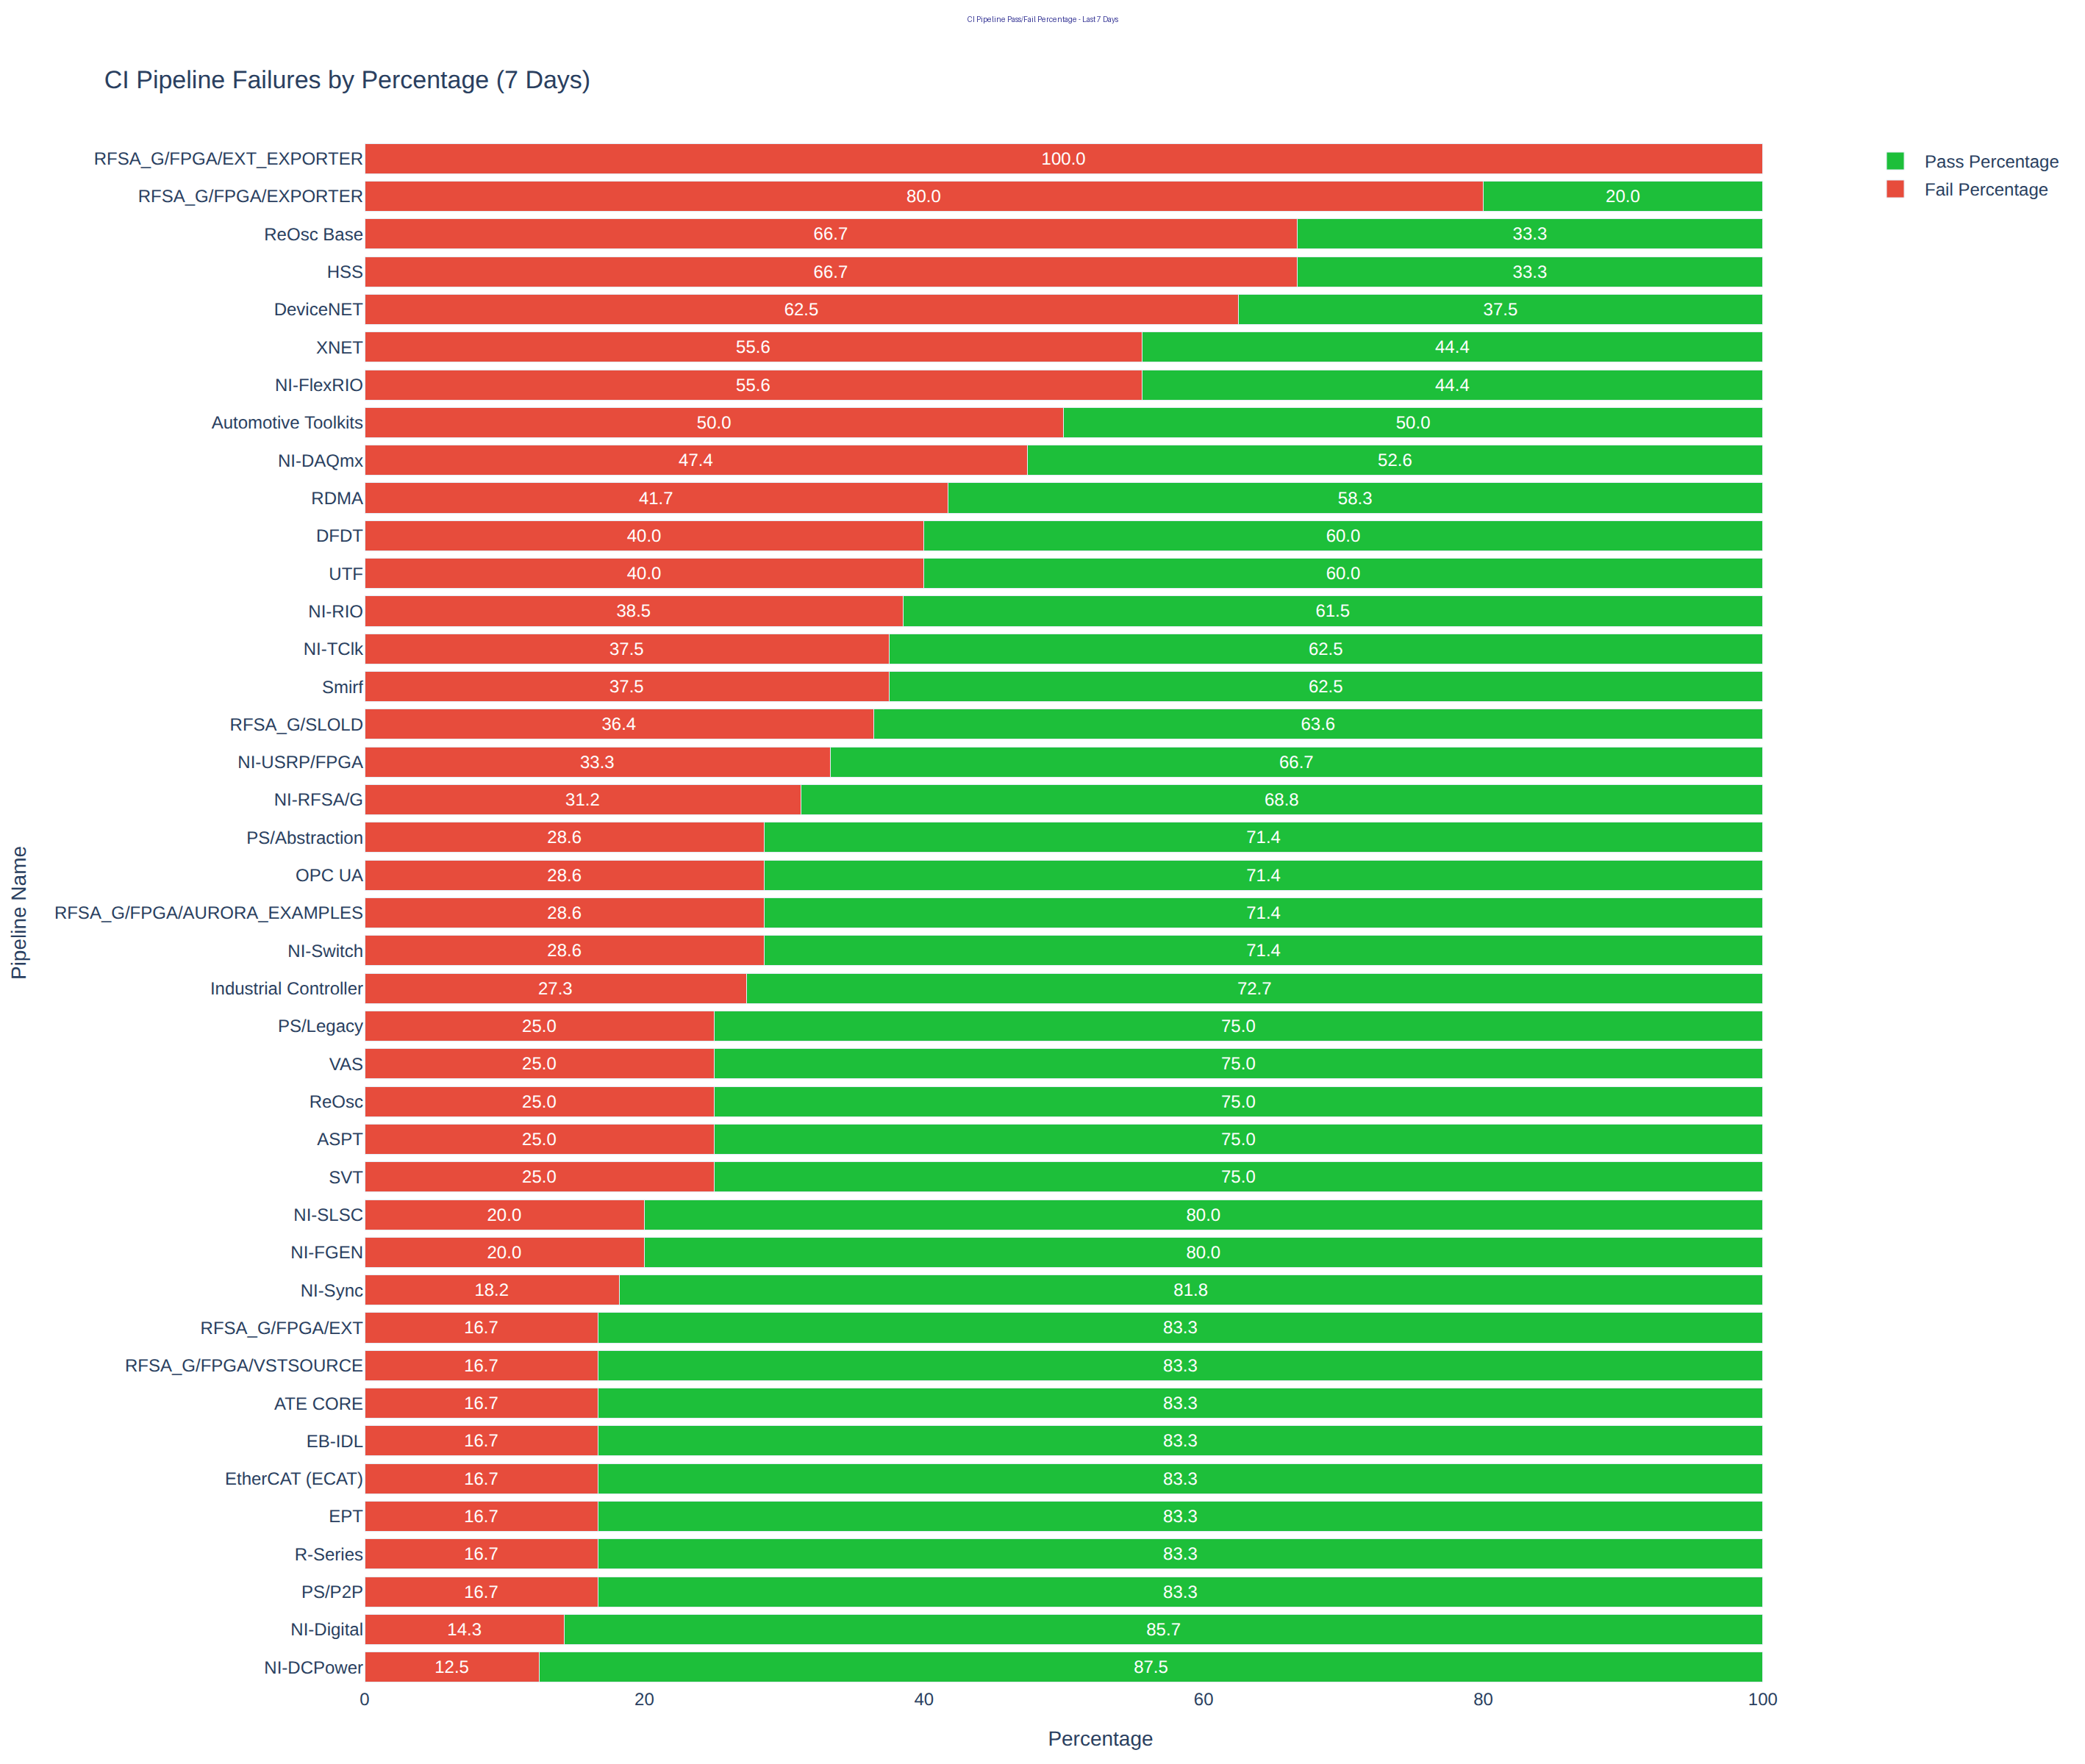 CI Pipeline Pass/Fail Percentage - Last 7 Days
CI Pipeline Failures by Percentage (7 Days)
Pass Percentage
Fail Percentage
RFSA_G/FPGA/EXT_EXPORTER 100.0
RFSA_G/FPGA/EXPORTER 80.0 20.0
ReOsc Base 66.7 33.3
HSS 66.7 33.3
DeviceNET 62.5 37.5
XNET 55.6 44.4
NI-FlexRIO 55.6 44.4
Automotive Toolkits 50.0 50.0
NI-DAQmx 47.4 52.6
RDMA 41.7 58.3
DFDT 40.0 60.0
UTF 40.0 60.0
NI-RIO 38.5 61.5
NI-TClk 37.5 62.5
Smirf 37.5 62.5
RFSA_G/SLOLD 36.4 63.6
NI-USRP/FPGA 33.3 66.7
NI-RFSA/G 31.2 68.8
PS/Abstraction 28.6 71.4
OPC UA 28.6 71.4
RFSA_G/FPGA/AURORA_EXAMPLES 28.6 71.4
NI-Switch 28.6 71.4
Industrial Controller 27.3 72.7
PS/Legacy 25.0 75.0
VAS 25.0 75.0
ReOsc 25.0 75.0
ASPT 25.0 75.0
SVT 25.0 75.0
NI-SLSC 20.0 80.0
NI-FGEN 20.0 80.0
NI-Sync 18.2 81.8
RFSA_G/FPGA/EXT 16.7 83.3
RFSA_G/FPGA/VSTSOURCE 16.7 83.3
ATE CORE 16.7 83.3
EB-IDL 16.7 83.3
EtherCAT (ECAT) 16.7 83.3
EPT 16.7 83.3
R-Series 16.7 83.3
PS/P2P 16.7 83.3
NI-Digital 14.3 85.7
NI-DCPower 12.5 87.5
0 20 40 60 80 100
Percentage
Pipeline Name